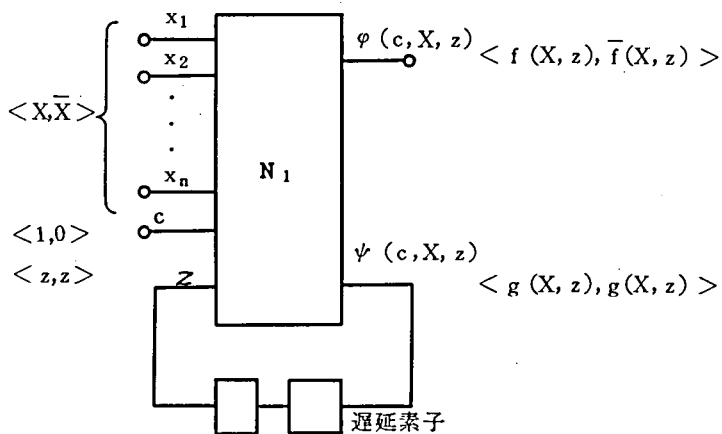 x₁
φ (c, X, z) < f (X, z), f̅ (X, z) >
x₂
< X, X̅ >
N₁
xₙ
c
< 1, 0 >
ψ (c, X, z)
< z, z >
z
< g (X, z), g (X, z) >
遅延素子